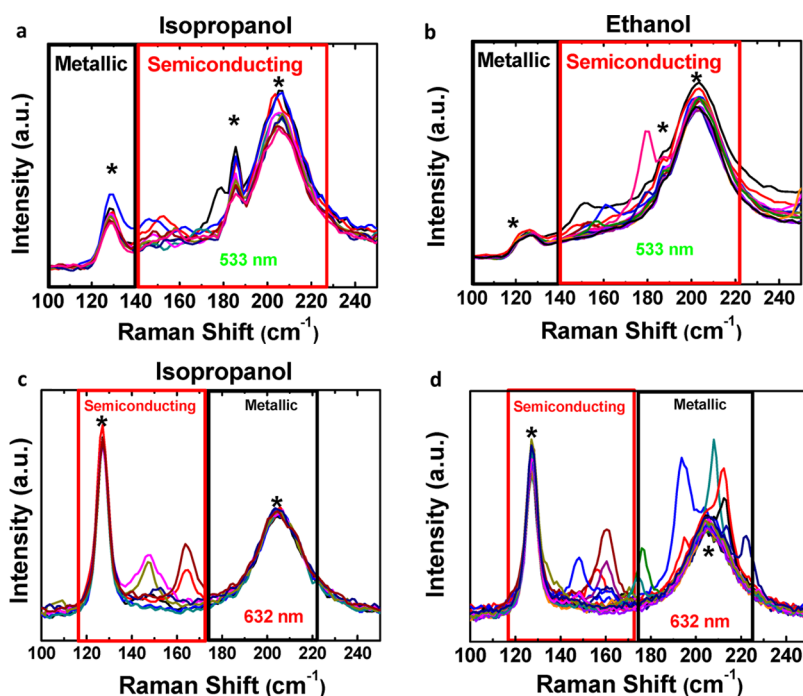 a
Isopropanol
Metallic
Semiconducting
*
*
*
533 nm
Intensity (a.u.)
100 120 140 160 180 200 220 240
Raman Shift (cm-1)
b
Ethanol
Metallic
Semiconducting
*
*
*
533 nm
Intensity (a.u.)
100 120 140 160 180 200 220 240
Raman Shift (cm-1)
c
Isopropanol
Semiconducting
Metallic
*
*
632 nm
Intensity (a.u.)
100 120 140 160 180 200 220 240
Raman Shift (cm-1)
d
Semiconducting
Metallic
*
*
632 nm
Intensity (a.u.)
100 120 140 160 180 200 220 240
Raman Shift (cm-1)